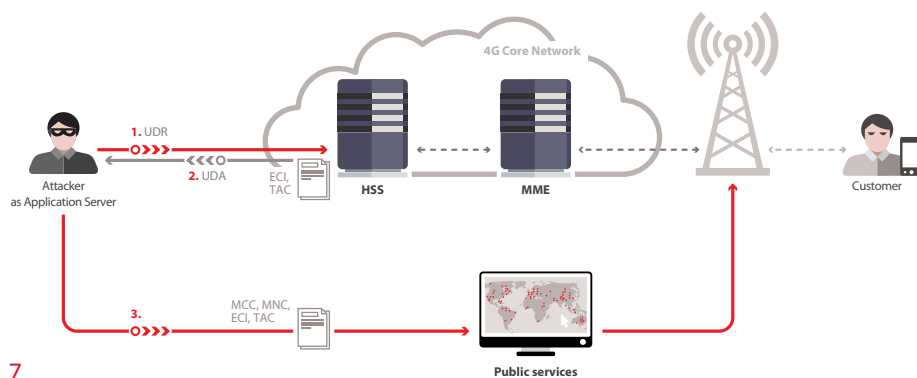 4G Core Network
1. UDR
2. UDA
ECI,
TAC
Attacker
as Application Server
HSS
MME
Customer
3.
MCC, MNC,
ECI, TAC
Public services
7